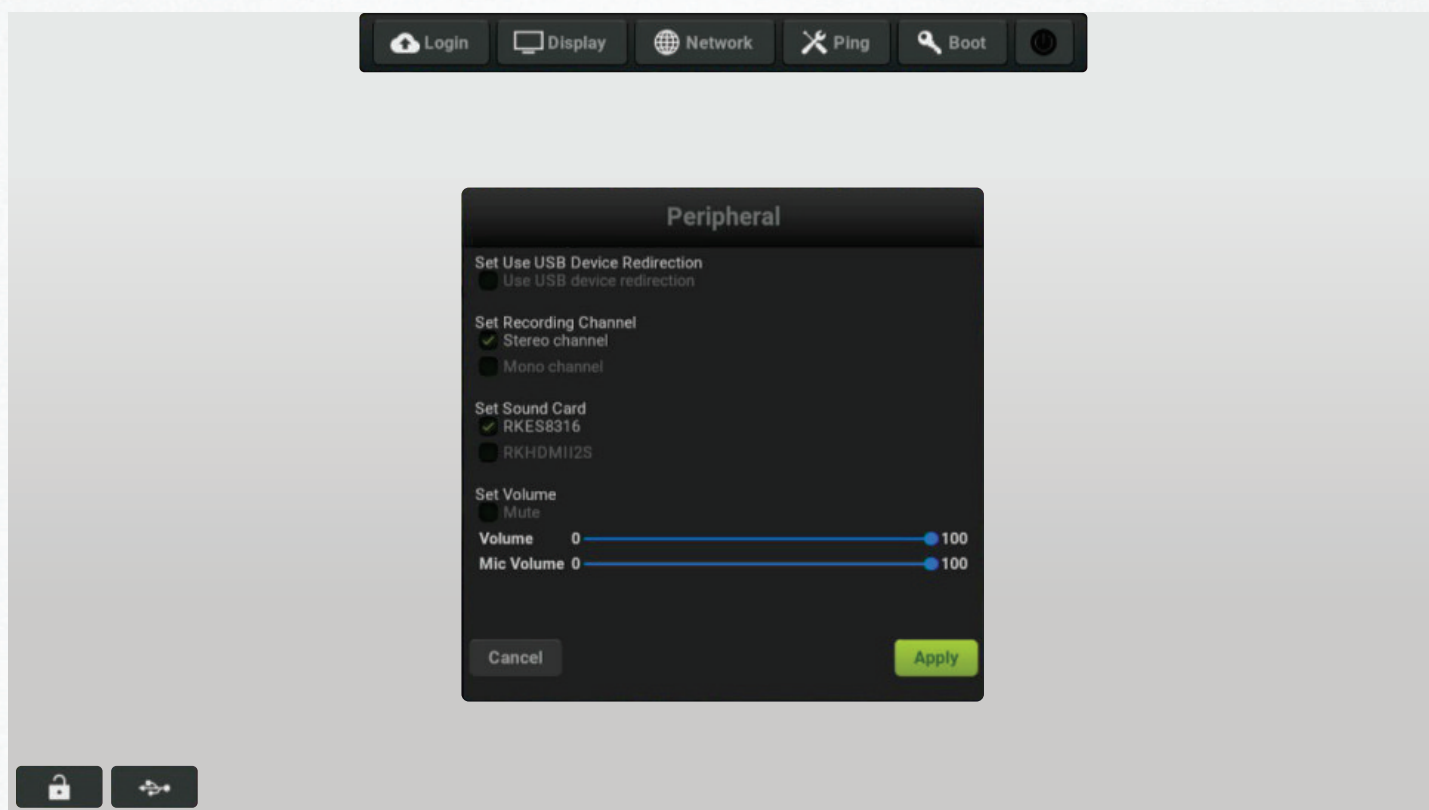 Login Display Network Ping Boot
Peripheral
Set Use USB Device Redirection
Use USB device redirection
Set Recording Channel
Stereo channel
Mono channel
Set Sound Card
RKES8316
RKHDMII2S
Set Volume
Mute
Volume 0 100
Mic Volume 0 100
Cancel Apply